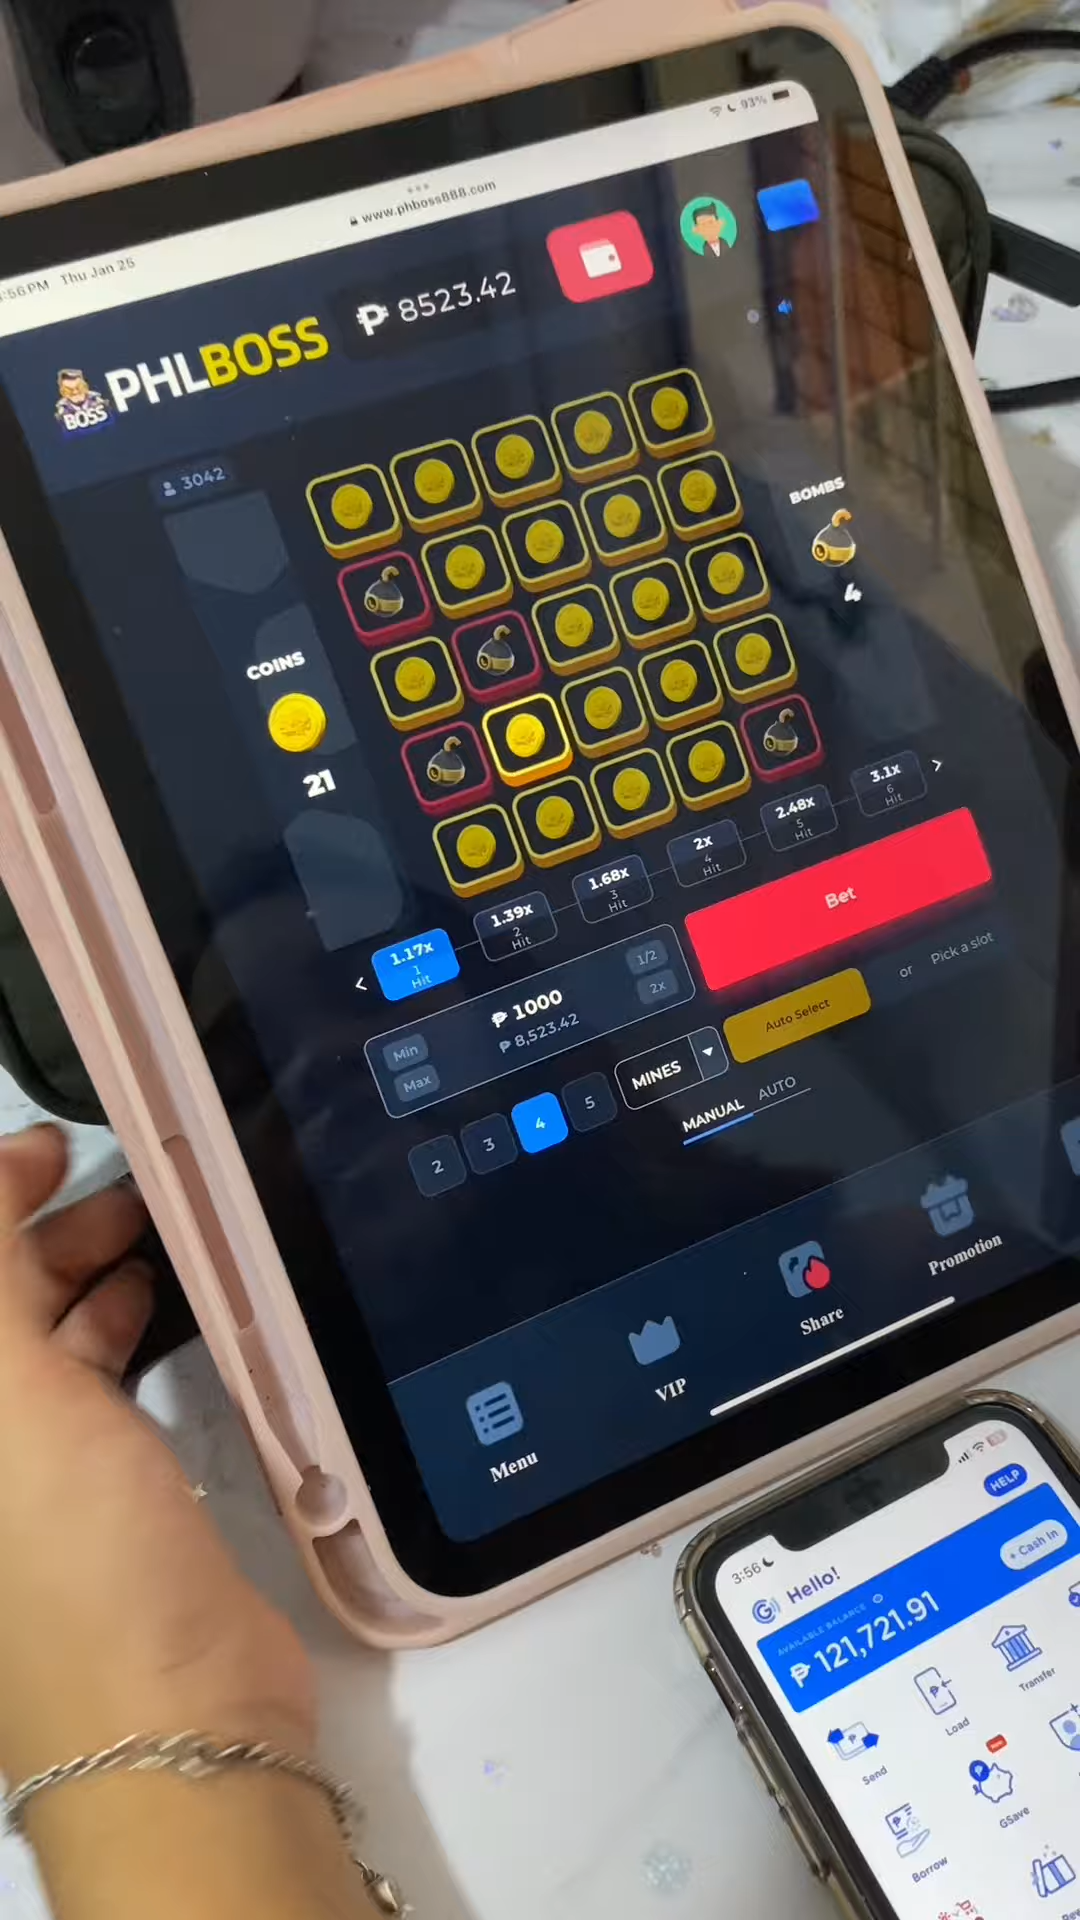 :56PM Thu Jan 25
93%
www.phboss888.com
BOSS
PHLBOSS
₱ 8523.42
3042
COINS
21
BOMBS
4
1.17x
1
Hit
1.39x
2
Hit
1.68x
3
Hit
2x
4
Hit
2.48x
5
Hit
3.1x
6
Hit
Min
Max
₱ 1000
₱ 8,523.42
1/2
2x
Bet
Auto Select
or
Pick a slot
2
3
4
5
MINES
MANUAL
AUTO
Menu
VIP
Share
Promotion
3:56
HELP
Hello!
AVAILABLE BALANCE
₱ 121,721.91
+ Cash In
Send
Load
Transfer
Borrow
New
GSave